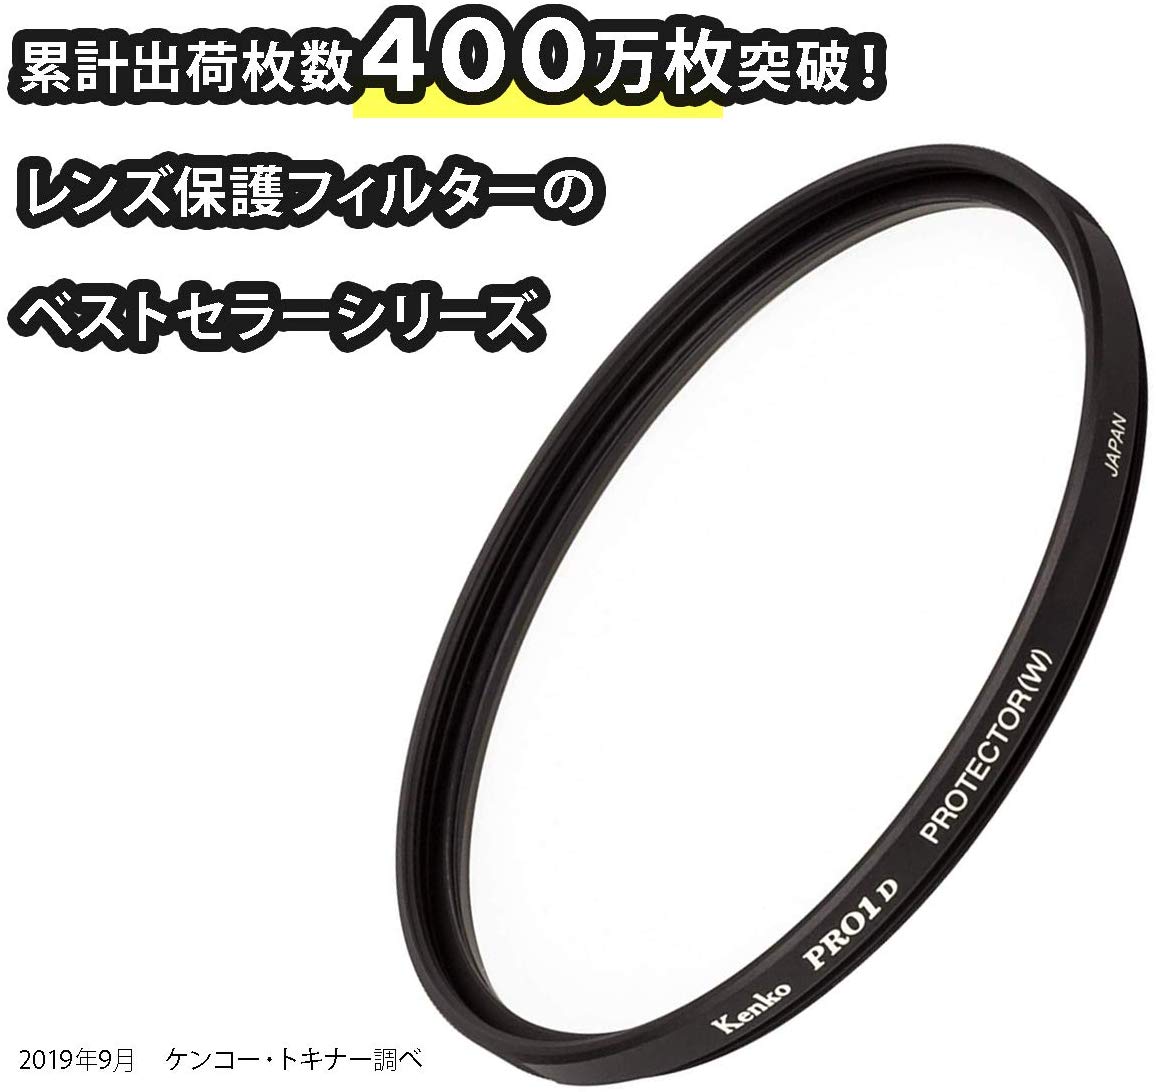 累計出荷枚数400万枚突破！
レンズ保護フィルターの
ベストセラーシリーズ
JAPAN
PROTECTOR(W)
Kenko PRO1D
2019年9月　ケンコー・トキナー調べ